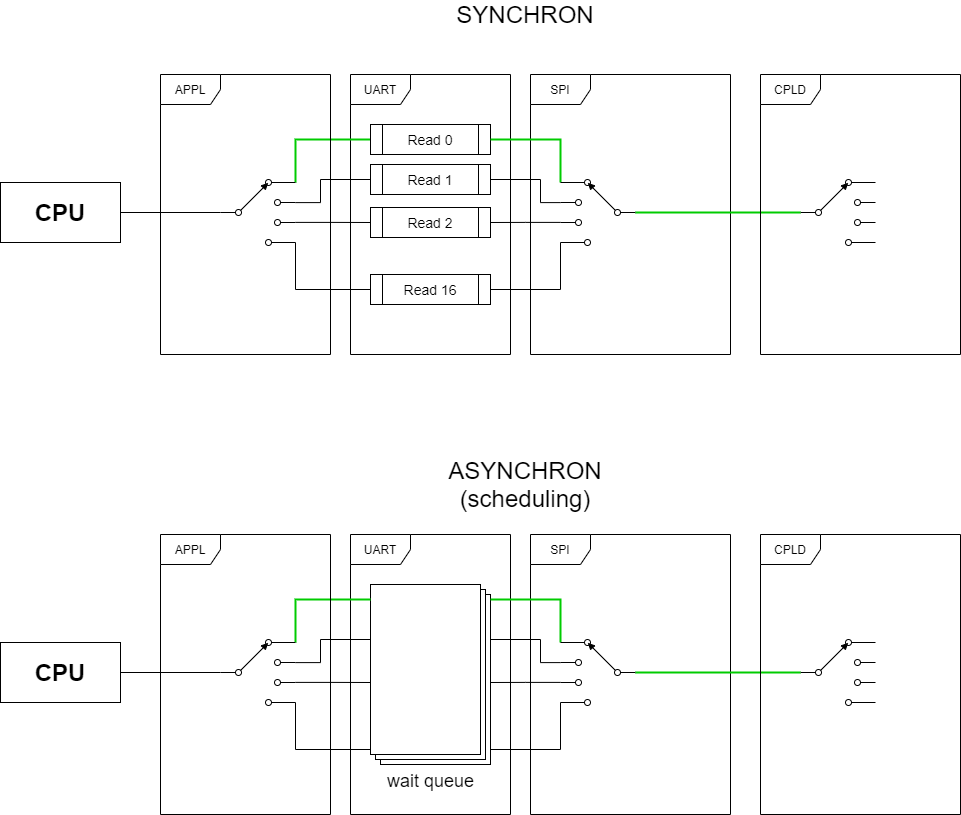 SYNCHRON
APPL
UART
SPI
CPLD
Read 0
Read 1
CPU
Read 2
Read 16
ASYNCHRON
(scheduling)
APPL
UART
SPI
CPLD
CPU
wait queue